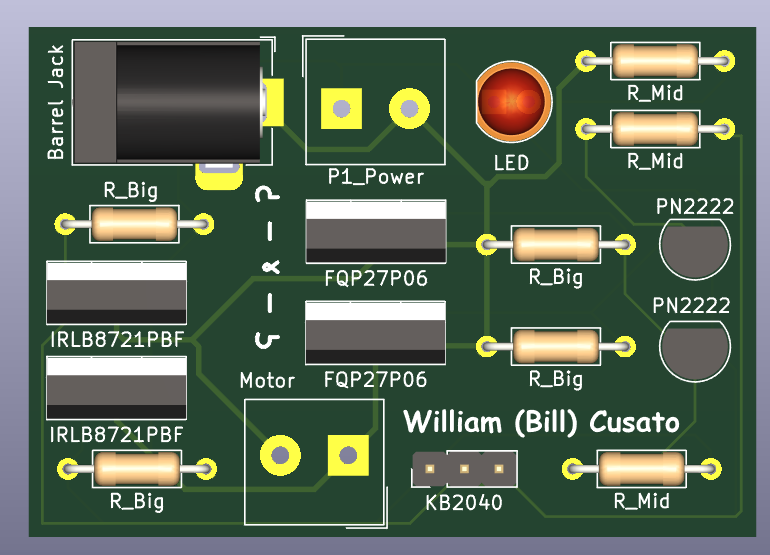 Barrel Jack
R_Mid
LED
R_Mid
P1_Power
R_Big
PN2222
FQP27P06
R_Big
PN2222
IRLB8721PBF
Motor
FQP27P06
R_Big
William (Bill) Cusato
IRLB8721PBF
R_Big
KB2040
R_Mid